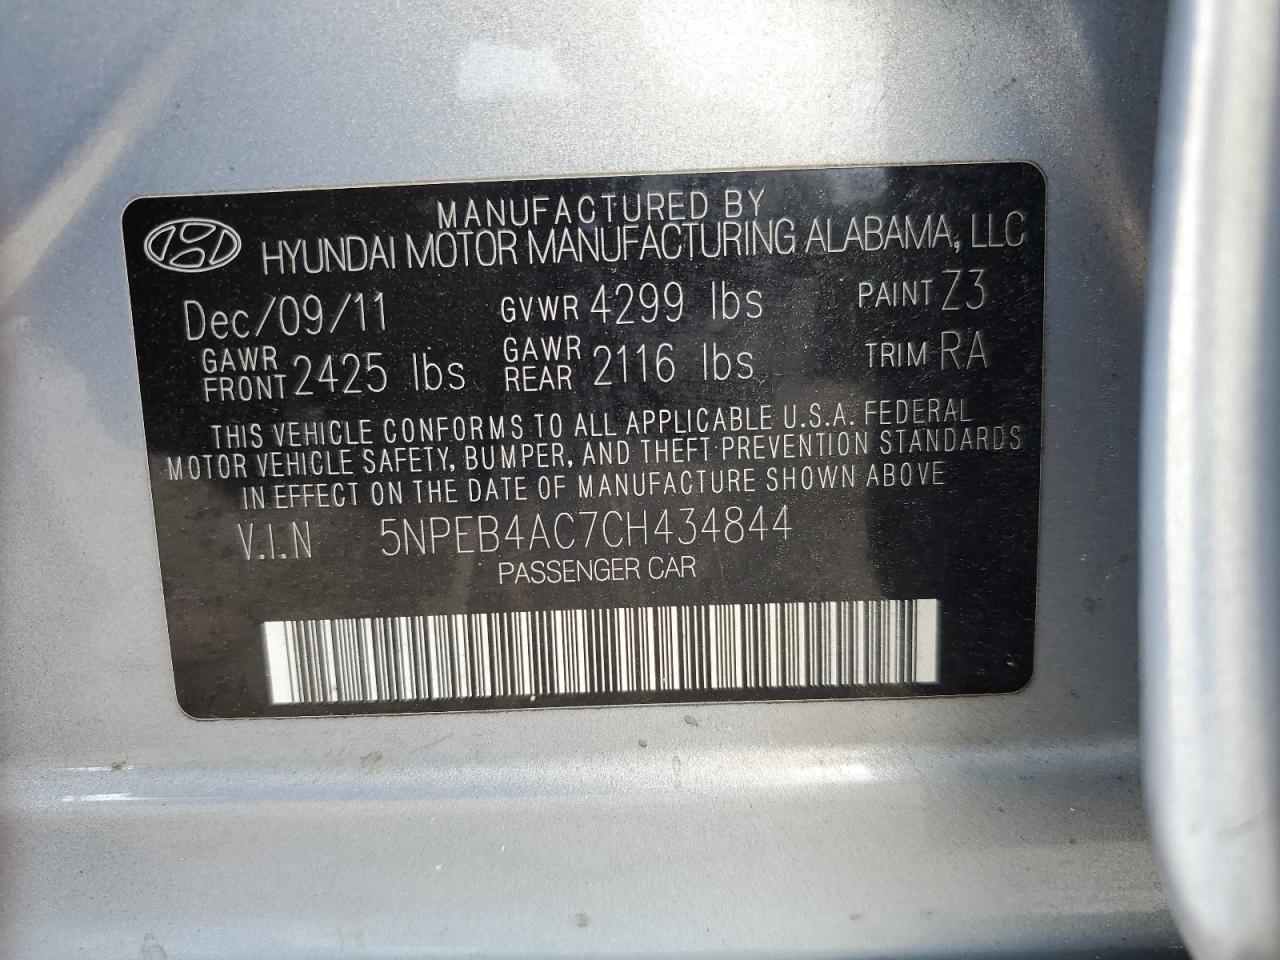 MANUFACTURED BY
HYUNDAI MOTOR MANUFACTURING ALABAMA, LLC
Dec/09/11 GVWR 4299 lbs PAINT Z3
GAWR FRONT 2425 lbs GAWR REAR 2116 lbs TRIM RA
THIS VEHICLE CONFORMS TO ALL APPLICABLE U.S.A. FEDERAL
MOTOR VEHICLE SAFETY, BUMPER, AND THEFT PREVENTION STANDARDS
IN EFFECT ON THE DATE OF MANUFACTURE SHOWN ABOVE
V.I.N 5NPEB4AC7CH434844
PASSENGER CAR